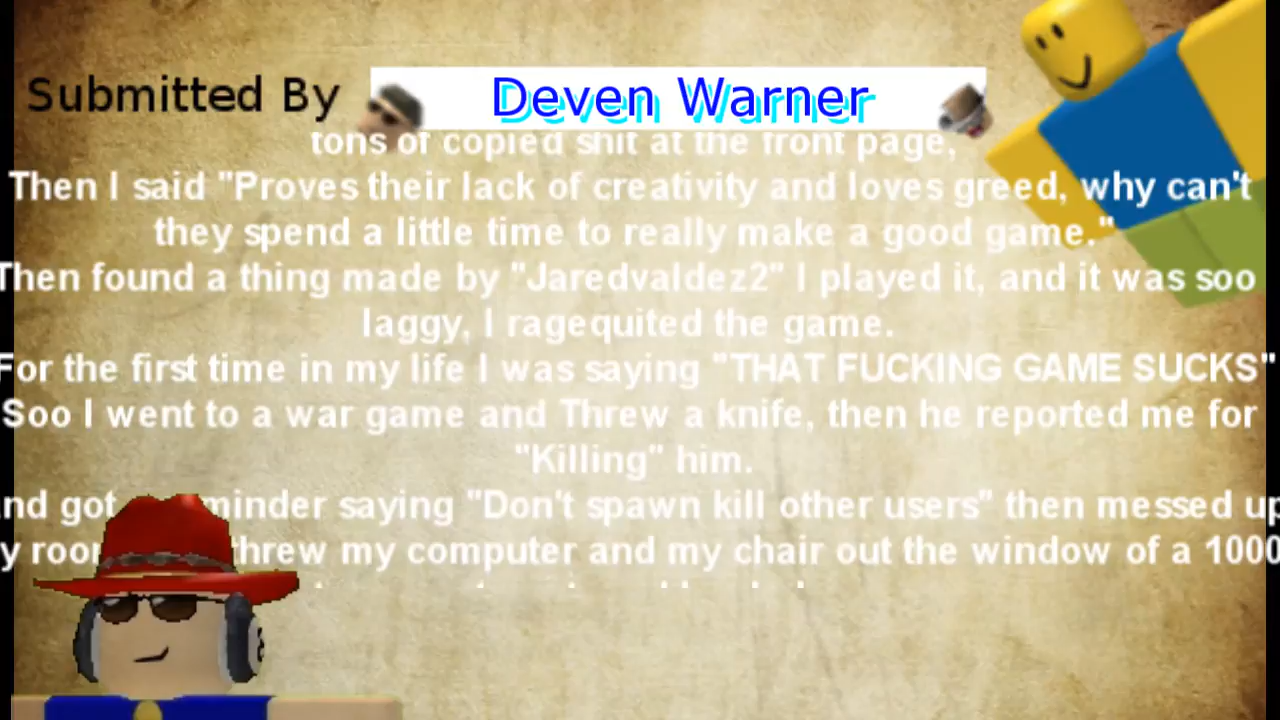 Submitted By Deven Warner
tons of copied shit at the front page,
Then I said "Proves their lack of creativity and loves greed, why can't
they spend a little time to really make a good game."
Then found a thing made by "Jaredvaldez2" I played it, and it was soo
laggy, I ragequited the game.
For the first time in my life I was saying "THAT FUCKING GAME SUCKS"
Soo I went to a war game and Threw a knife, then he reported me for
"Killing" him.
nd got minder saying "Don't spawn kill other users" then messed up
y roo threw my computer and my chair out the window of a 1000